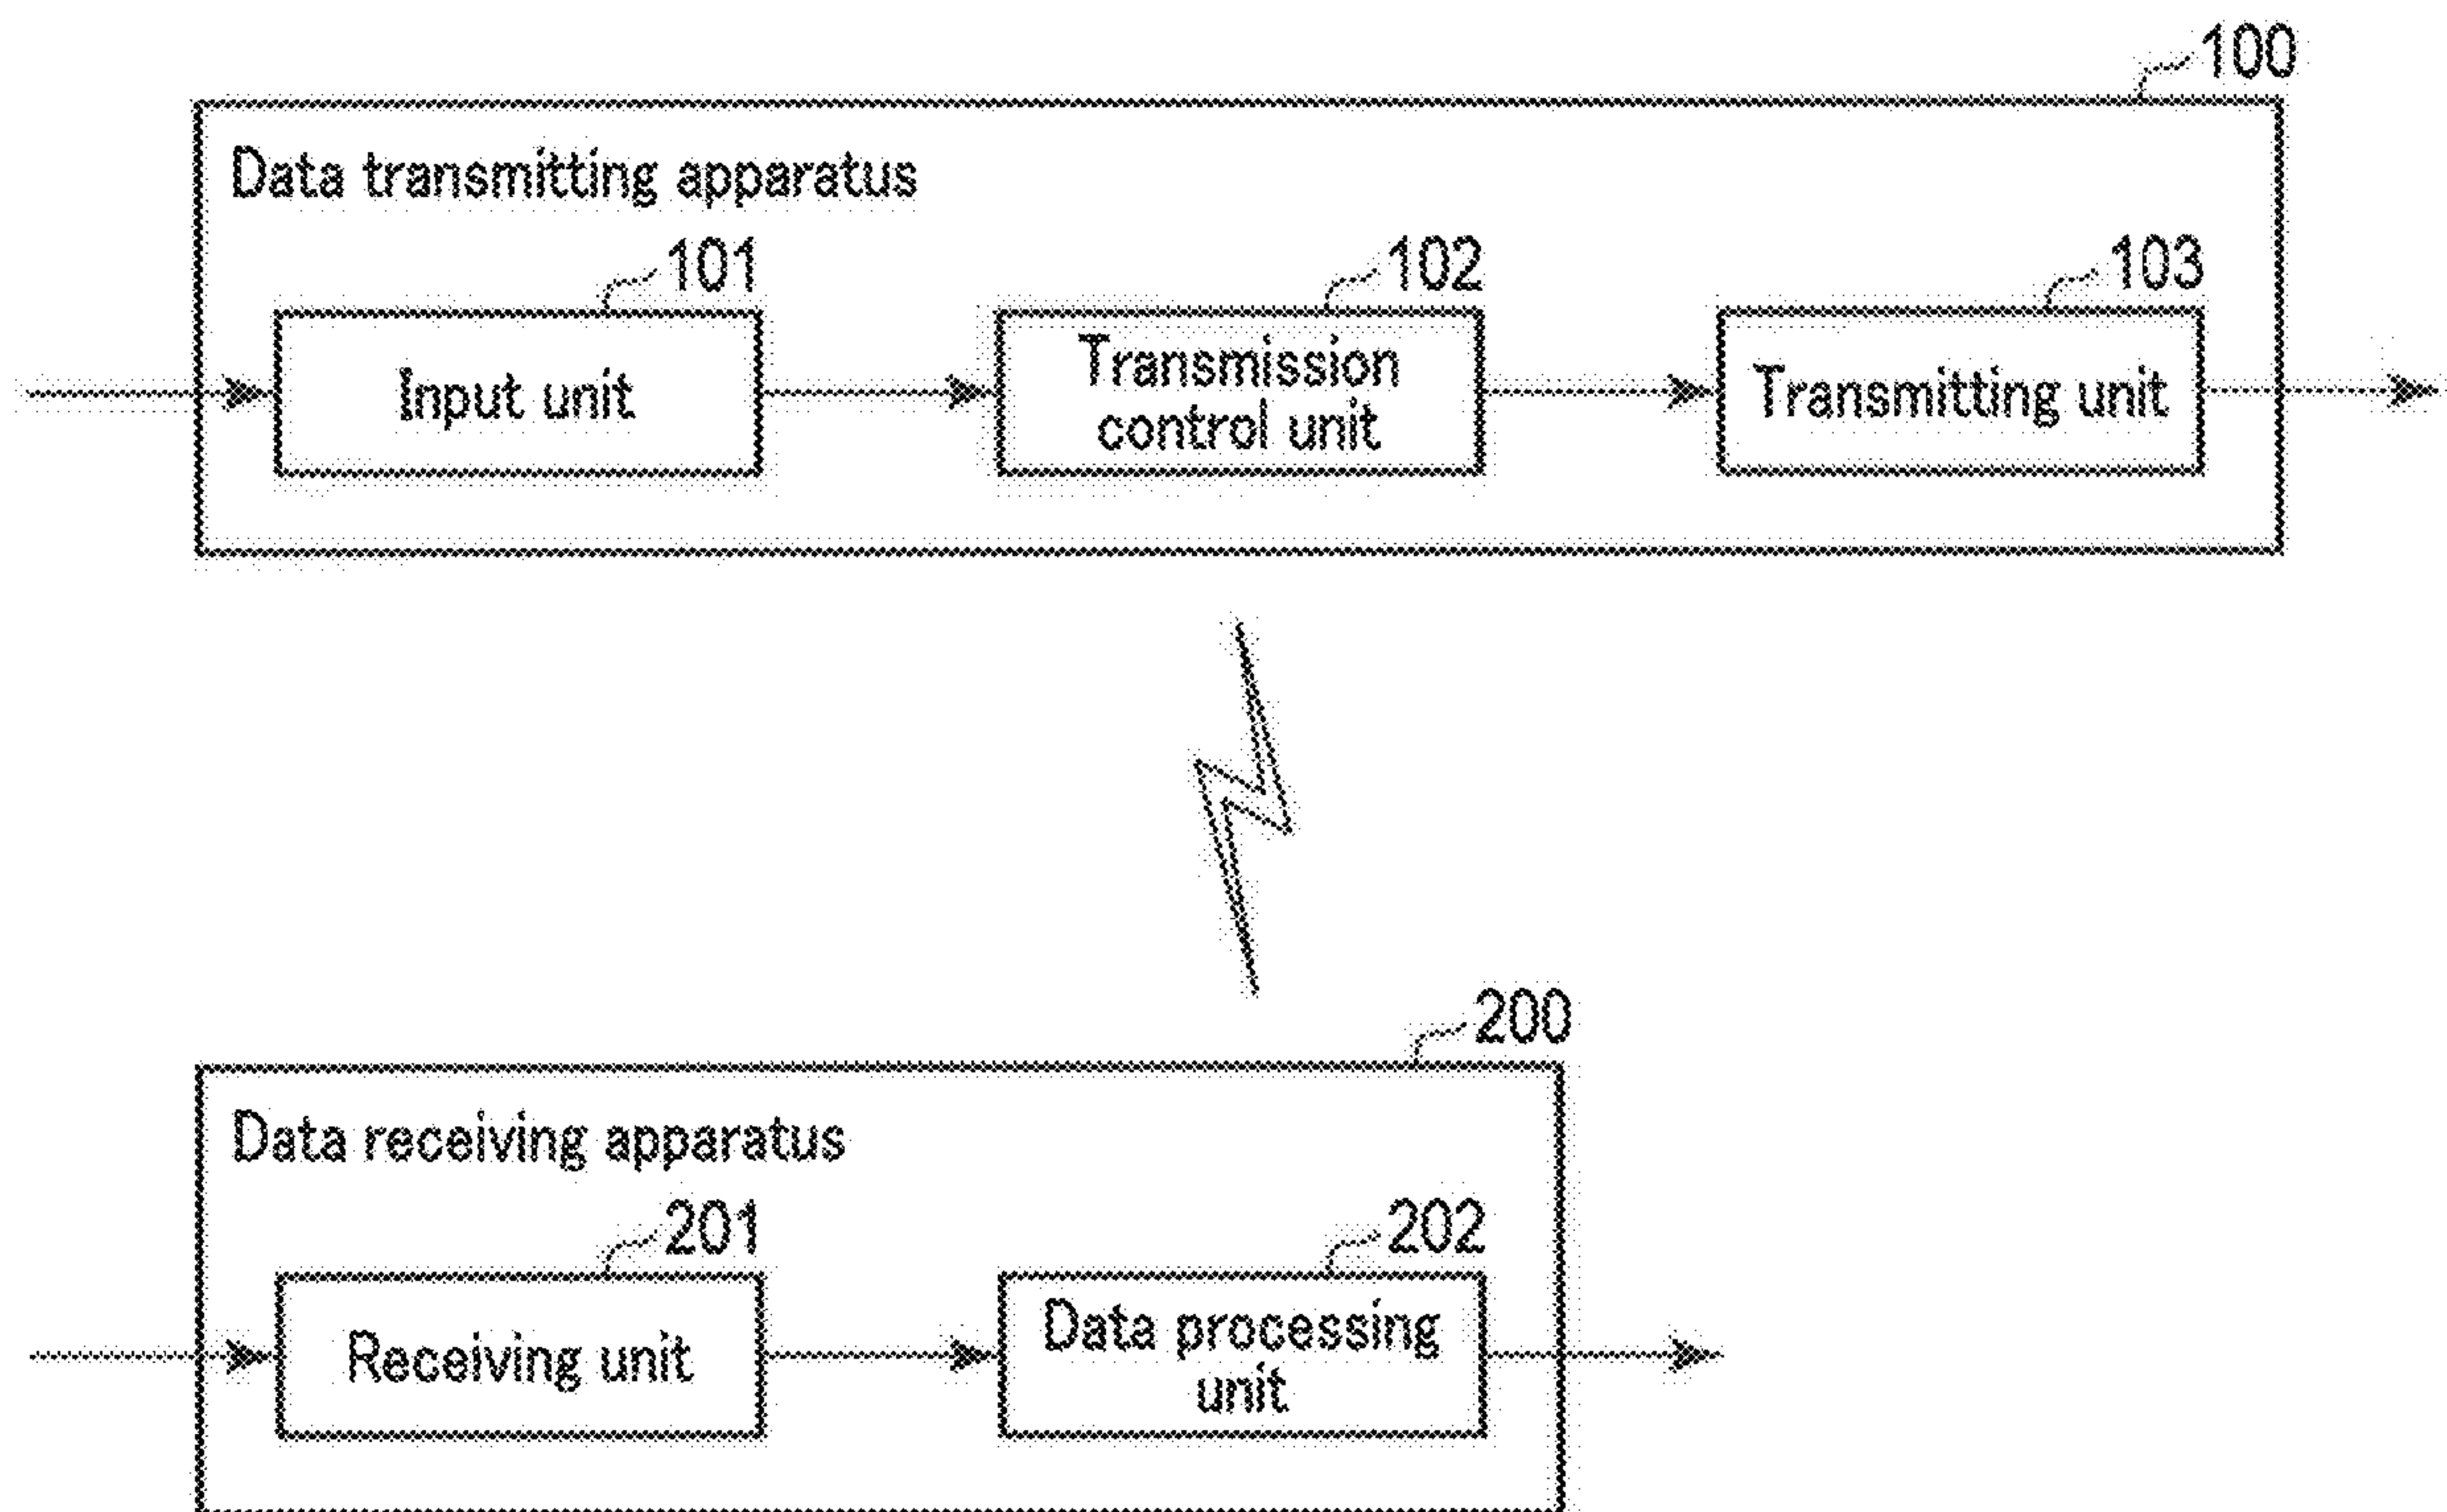 100
Data transmitting apparatus
101
102
103
Input unit
Transmission
control unit
Transmitting unit
200
Data receiving apparatus
201
202
Receiving unit
Data processing
unit